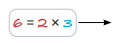 6 = 2 × 3